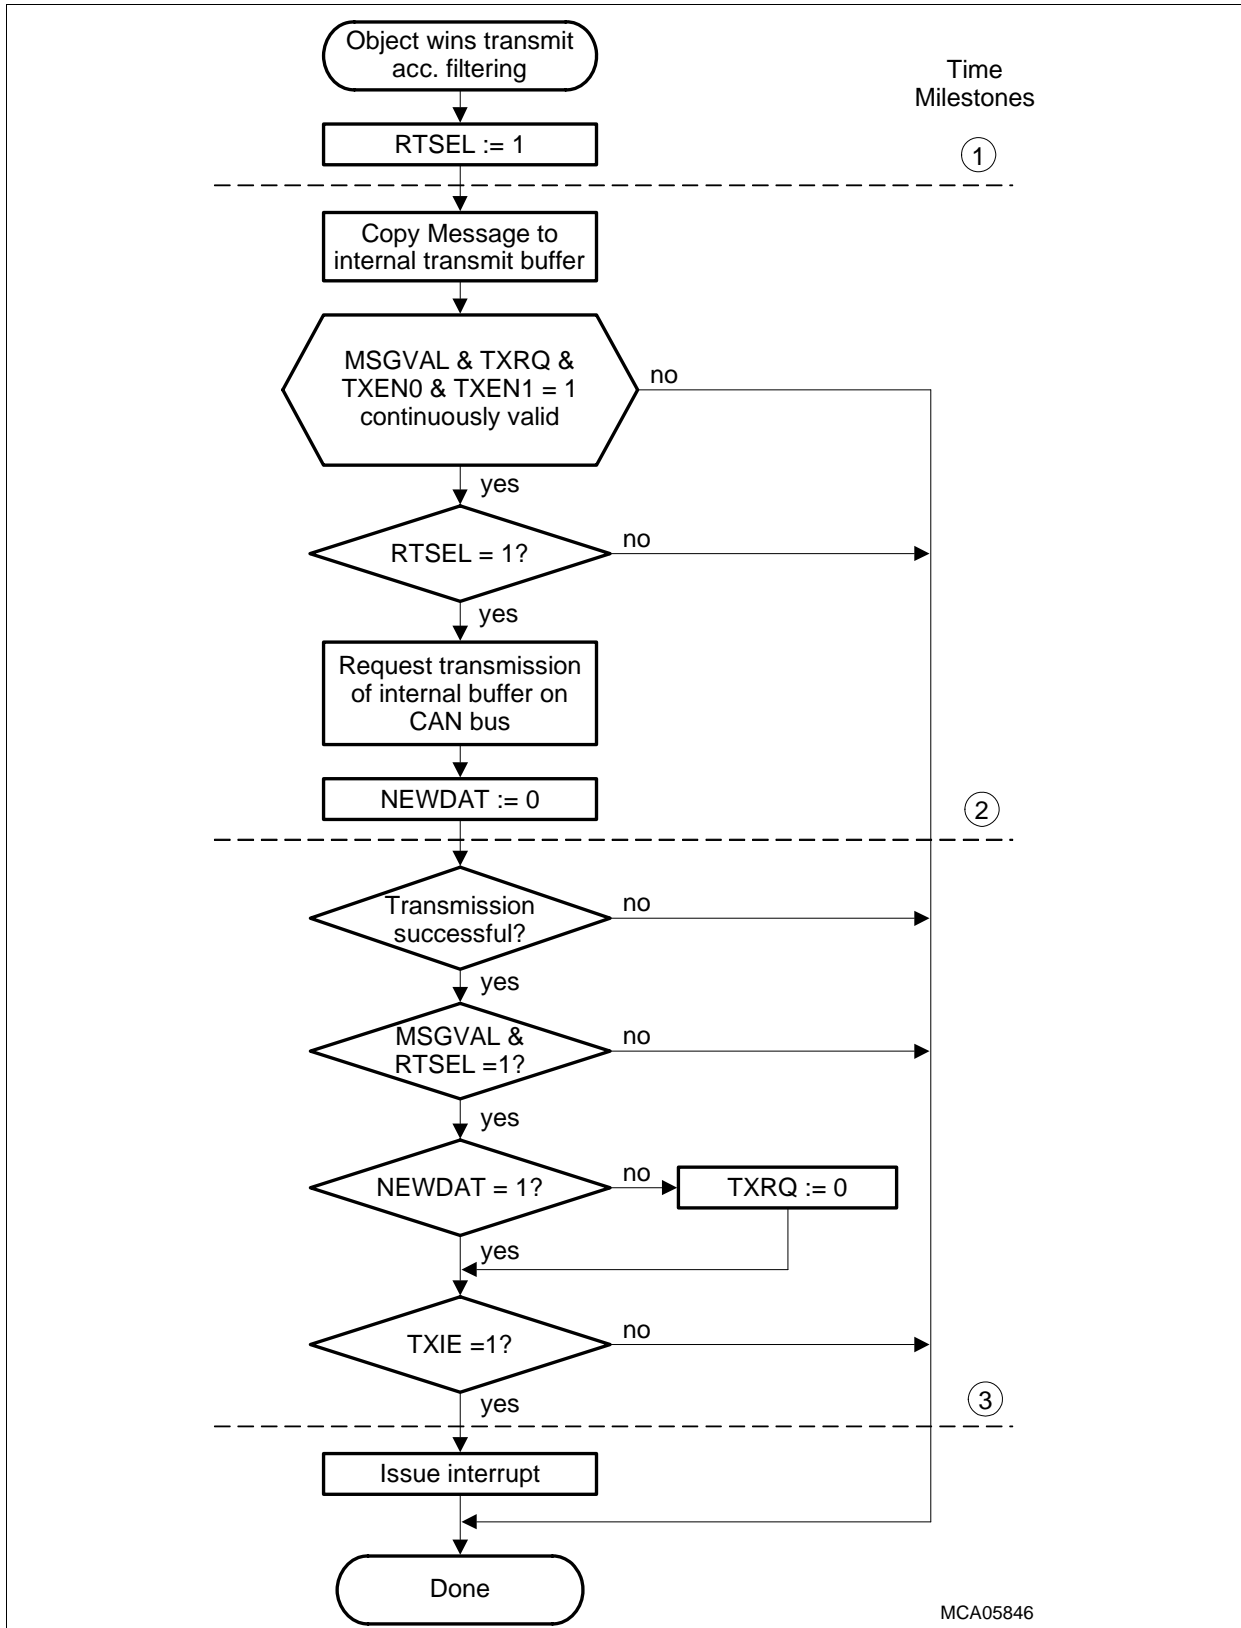 Object wins transmit
acc. filtering
Time
Milestones
RTSEL := 1
1
Copy Message to
internal transmit buffer
MSGVAL & TXRQ &
TXEN0 & TXEN1 = 1
continuously valid
no
yes
RTSEL = 1?
no
yes
Request transmission
of internal buffer on
CAN bus
NEWDAT := 0
2
Transmission
successful?
no
yes
MSGVAL &
RTSEL =1?
no
yes
NEWDAT = 1?
no
TXRQ := 0
yes
TXIE =1?
no
yes
3
Issue interrupt
Done
MCA05846